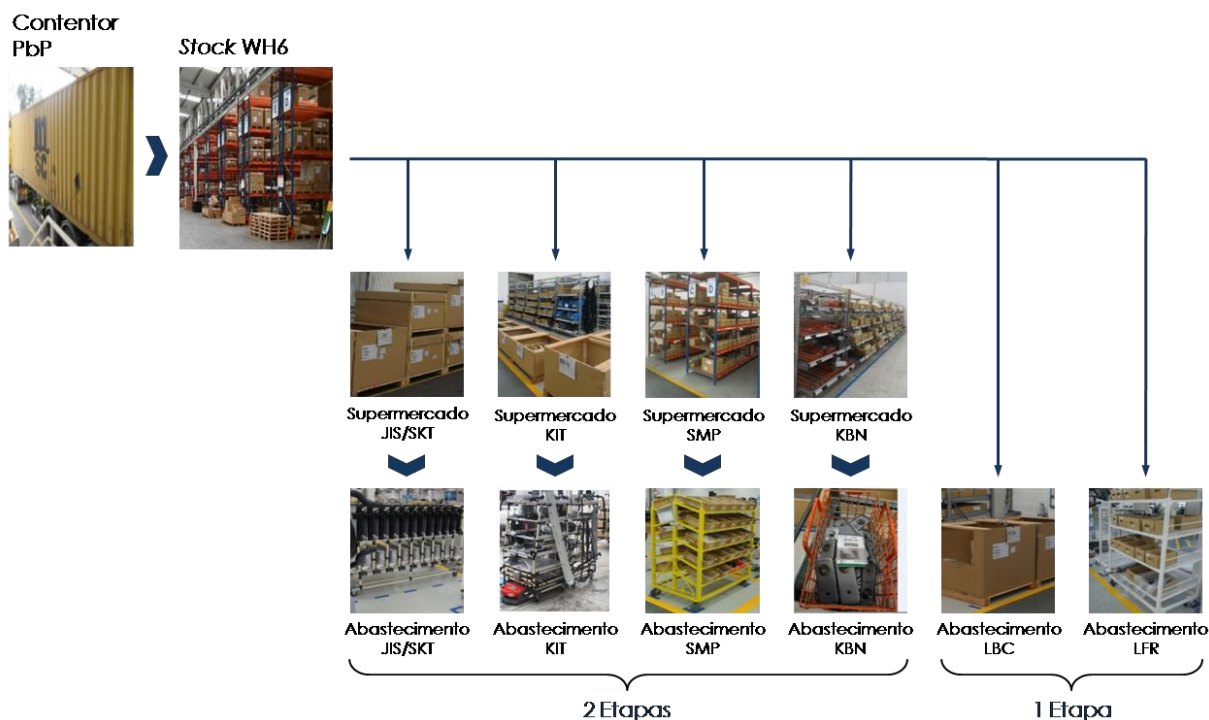 Contentor
PbP
Stock WH6
m
sc
Supermercado
JIS/SKT
Supermercado
KIT
Supermercado
SMP
Supermercado
KBN
Abastecimento
JIS/SKT
Abastecimento
KIT
Abastecimento
SMP
Abastecimento
KBN
Abastecimento
LBC
Abastecimento
LFR
2 Etapas
1 Etapa